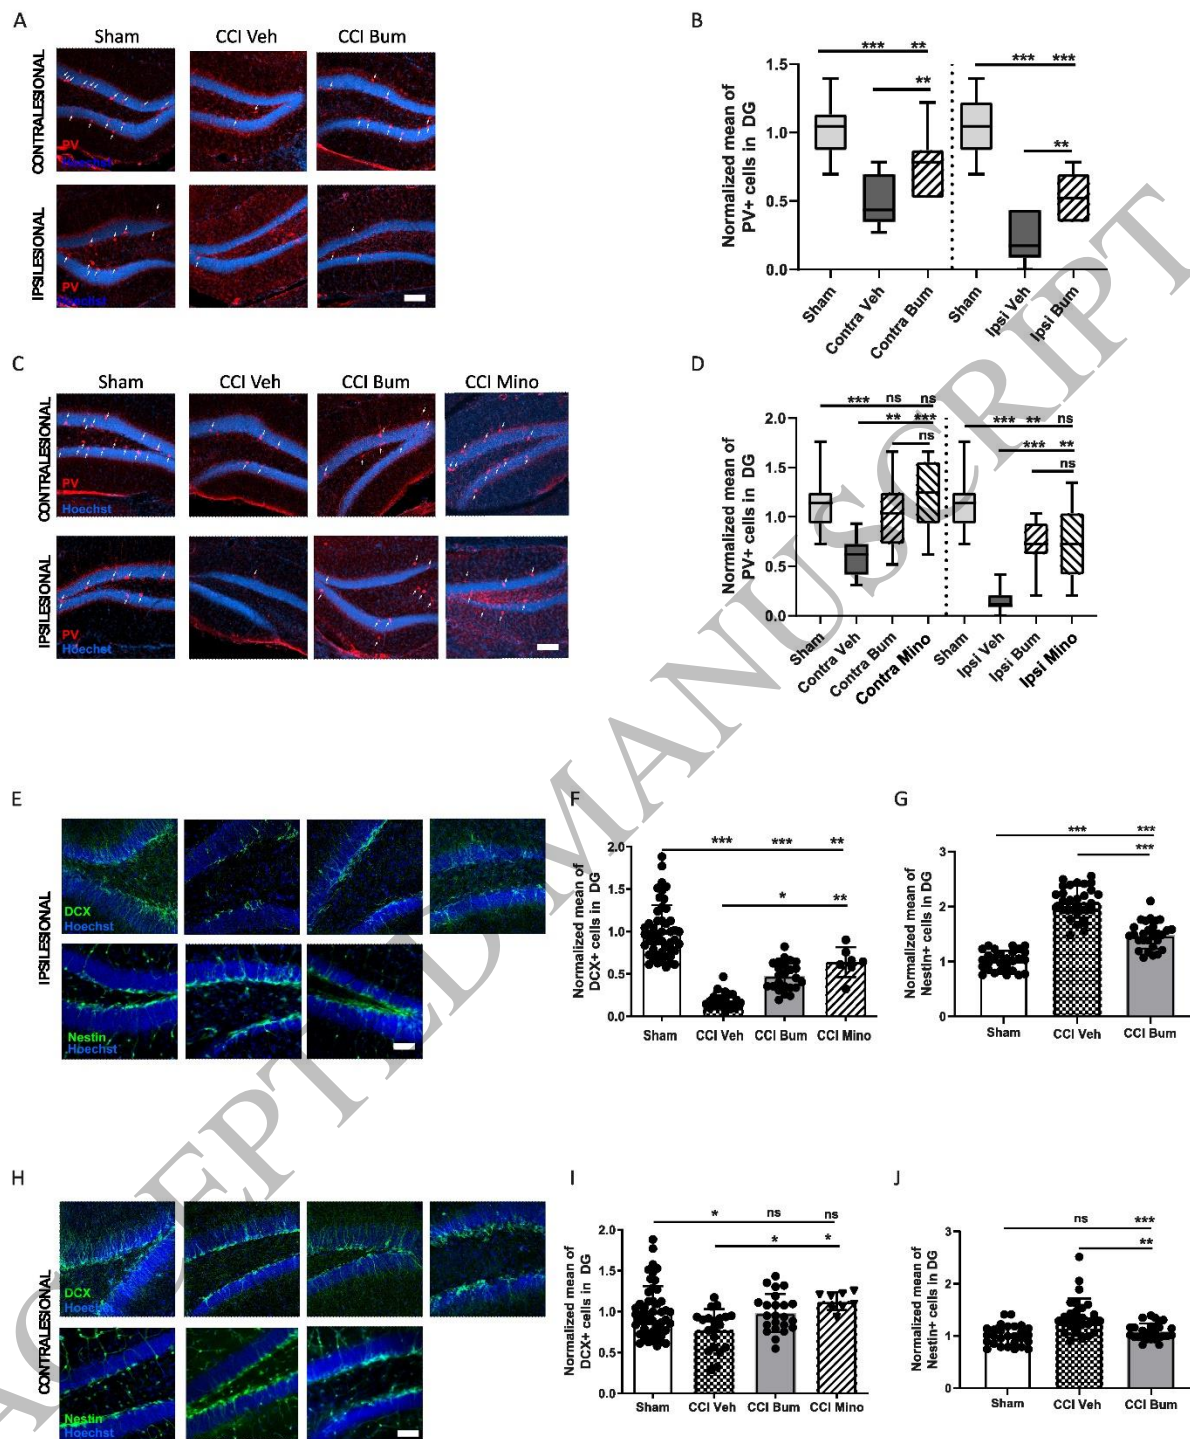 A
Sham CCI Veh CCI Bum
CONTRALESIONAL
PV
Hoechst
IPSILESIONAL
PV
Hoechst
B
*** ** *** ***
** **
Normalized mean of
PV+ cells in DG
1.5
1.0
0.5
0.0
Sham Contra Veh Contra Bum Sham Ipsi Veh Ipsi Bum
C
Sham CCI Veh CCI Bum CCI Mino
CONTRALESIONAL
PV
Hoechst
IPSILESIONAL
PV
Hoechst
D
*** ns ns *** ** ns
** *** *** **
ns ns
Normalized mean of
PV+ cells in DG
2.0
1.5
1.0
0.5
0.0
Sham Contra Veh Contra Bum Contra Mino Sham Ipsi Veh Ipsi Bum Ipsi Mino
E
IPSILESIONAL
DCX
Hoechst
Nestin
Hoechst
F
*** *** **
* **
Normalized mean of
DCX+ cells in DG
2.0
1.5
1.0
0.5
0.0
Sham CCI Veh CCI Bum CCI Mino
G
*** ***
***
Normalized mean of
Nestin+ cells in DG
3
2
1
0
Sham CCI Veh CCI Bum
H
CONTRALESIONAL
DCX
Hoechst
Nestin
Hoechst
I
* ns ns
* *
Normalized mean of
DCX+ cells in DG
2.0
1.5
1.0
0.5
0.0
Sham CCI Veh CCI Bum CCI Mino
J
ns ***
**
Normalized mean of
Nestin+ cells in DG
3
2
1
0
Sham CCI Veh CCI Bum
ACCEPTED MANUSCRIPT